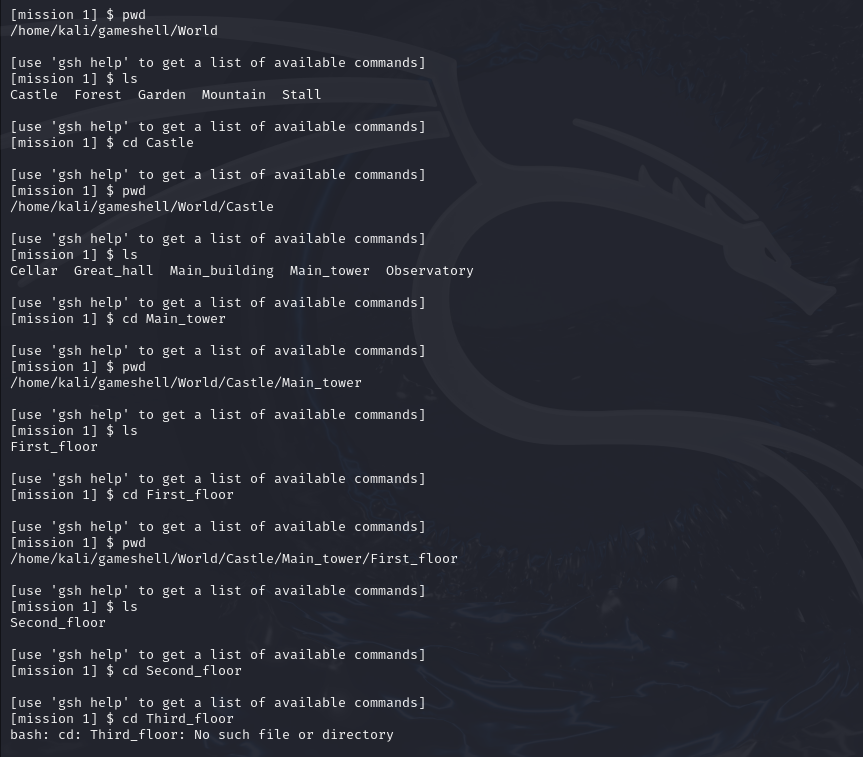 [mission 1] $ pwd
/home/kali/gameshell/World
[use 'gsh help' to get a list of available commands]
[mission 1] $ ls
Castle  Forest  Garden  Mountain  Stall
[use 'gsh help' to get a list of available commands]
[mission 1] $ cd Castle
[use 'gsh help' to get a list of available commands]
[mission 1] $ pwd
/home/kali/gameshell/World/Castle
[use 'gsh help' to get a list of available commands]
[mission 1] $ ls
Cellar  Great_hall  Main_building  Main_tower  Observatory
[use 'gsh help' to get a list of available commands]
[mission 1] $ cd Main_tower
[use 'gsh help' to get a list of available commands]
[mission 1] $ pwd
/home/kali/gameshell/World/Castle/Main_tower
[use 'gsh help' to get a list of available commands]
[mission 1] $ ls
First_floor
[use 'gsh help' to get a list of available commands]
[mission 1] $ cd First_floor
[use 'gsh help' to get a list of available commands]
[mission 1] $ pwd
/home/kali/gameshell/World/Castle/Main_tower/First_floor
[use 'gsh help' to get a list of available commands]
[mission 1] $ ls
Second_floor
[use 'gsh help' to get a list of available commands]
[mission 1] $ cd Second_floor
[use 'gsh help' to get a list of available commands]
[mission 1] $ cd Third_floor
bash: cd: Third_floor: No such file or directory